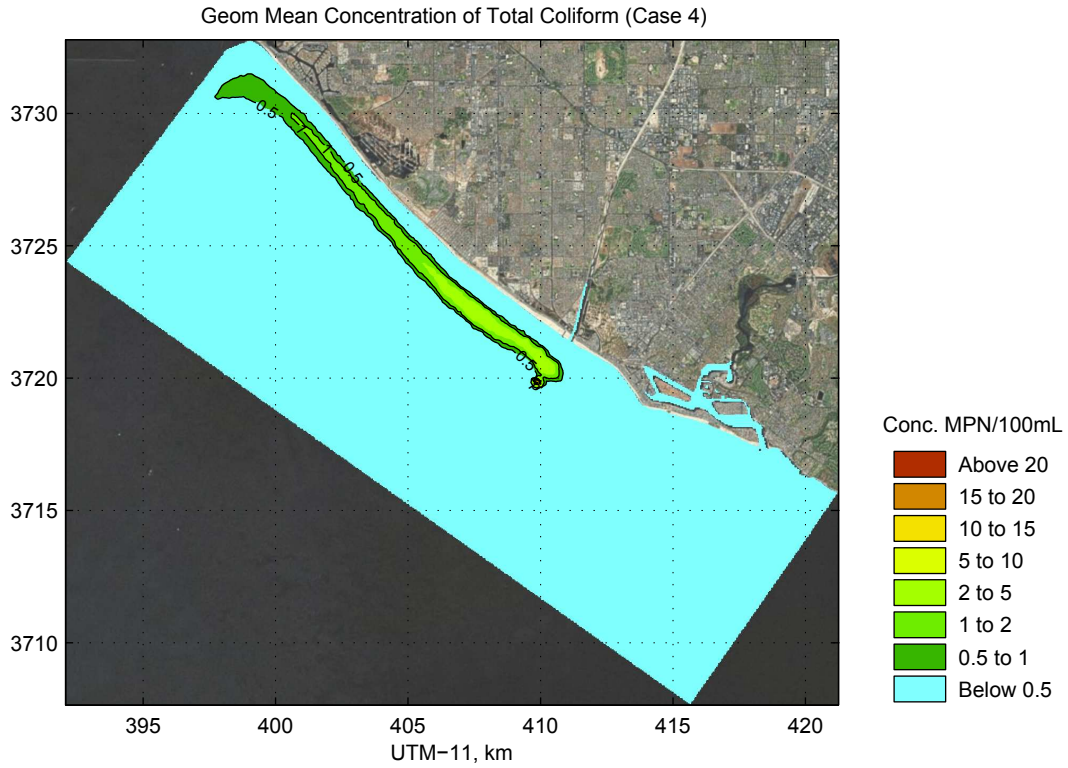 Geom Mean Concentration of Total Coliform (Case 4)
3730
3725
3720
3715
3710
0.5
0.5
0.5
395
400
405
410
415
420
UTM−11, km
Conc. MPN/100mL
Above 20
15 to 20
10 to 15
5 to 10
2 to 5
1 to 2
0.5 to 1
Below 0.5